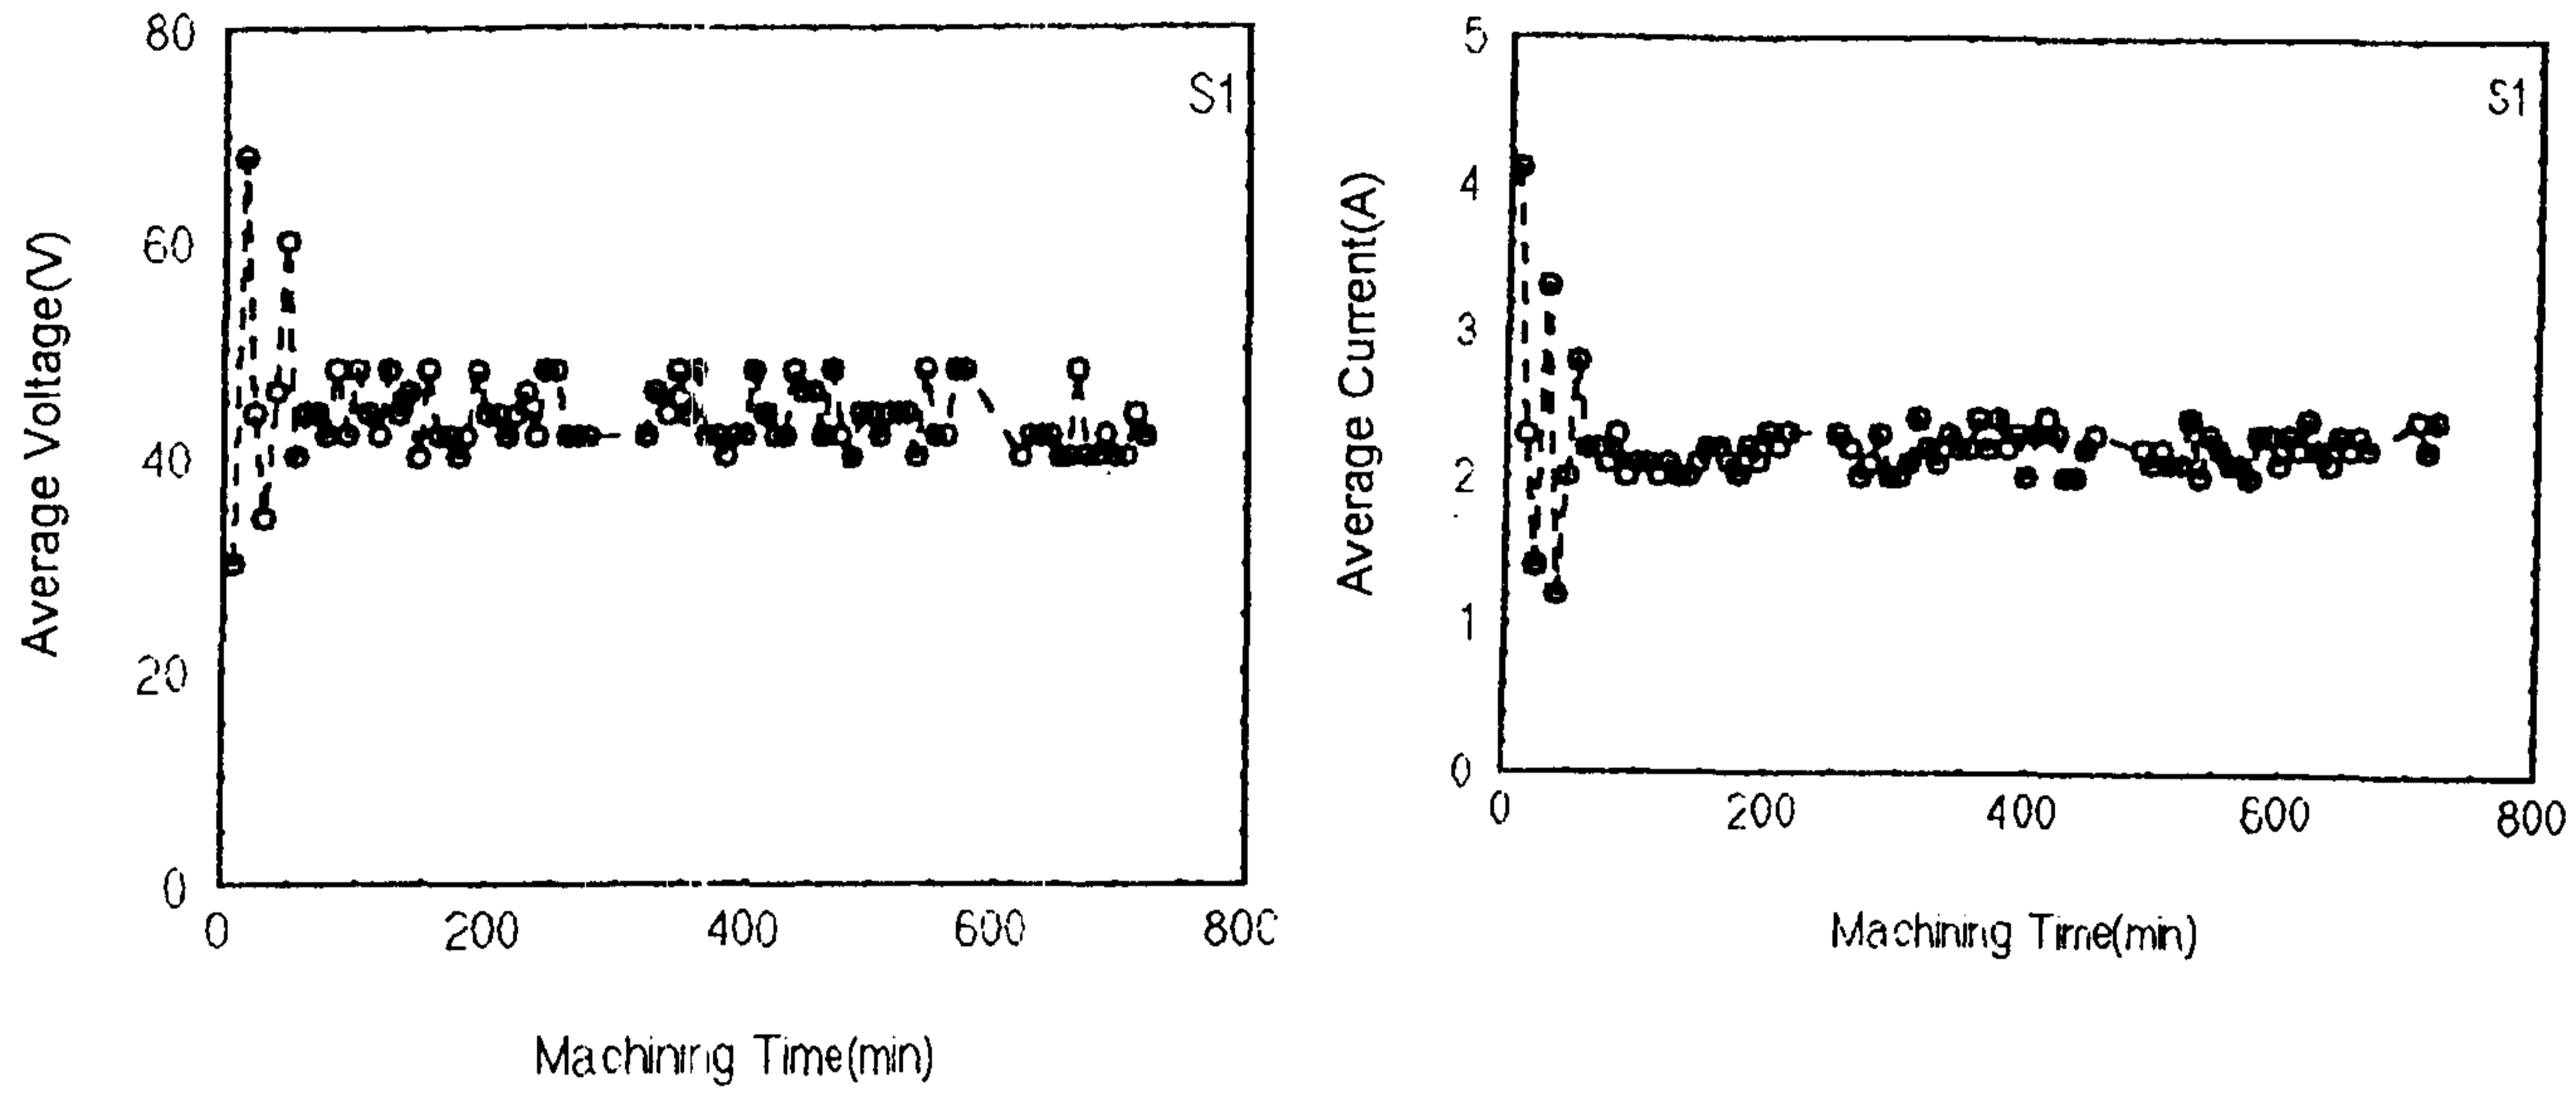 80
S1
60
40
20
0
Average Voltage(V)
0 200 400 600 800
Machining Time(min)
5
S1
4
3
2
1
0
Average Current(A)
0 200 400 600 800
Machining Time(min)